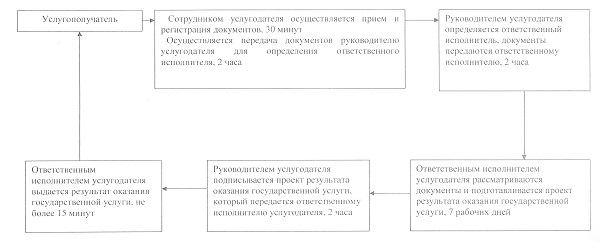 Услугополучатель
Сотрудником услугодателя осуществляется прием и
регистрация документов, 30 минут
Осуществляется передача документов руководителю
услугодателя для определения ответственного
исполнителя, 2 часа
Руководителем услугодателя
определяется ответственный
исполнитель, документы
передаются ответственному
исполнителю, 2 часа
Ответственным исполнителем
услугодателя рассматриваются
документы и подготавливается проект
результата оказания государственной
услуги, 7 рабочих дней
Руководителем услугодателя
подписывается проект результата
оказания государственной услуги,
который передается ответственному
исполнителю услугодателя, 2 часа
Ответственным
исполнителем услугодателя
выдается результат оказания
государственной услуги, не
более 15 минут